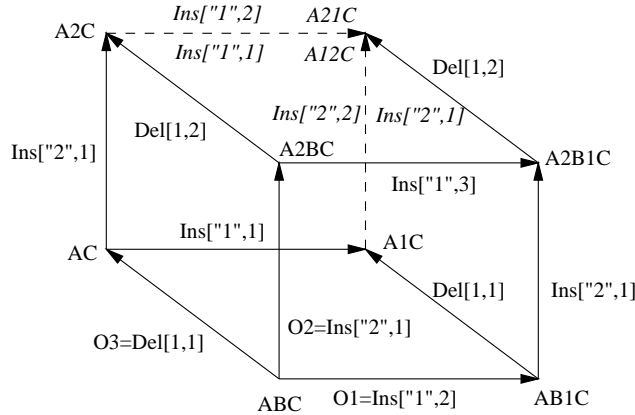 Ins["1",2]
A21C
A2C
Ins["1",1]
A12C
Del[1,2]
Ins["2",2]
Ins["2",1]
Del[1,2]
A2BC
A2B1C
Ins["2",1]
Ins["1",3]
Ins["1",1]
AC
A1C
Del[1,1]
Ins["2",1]
O2=Ins["2",1]
O3=Del[1,1]
ABC
O1=Ins["1",2]
AB1C